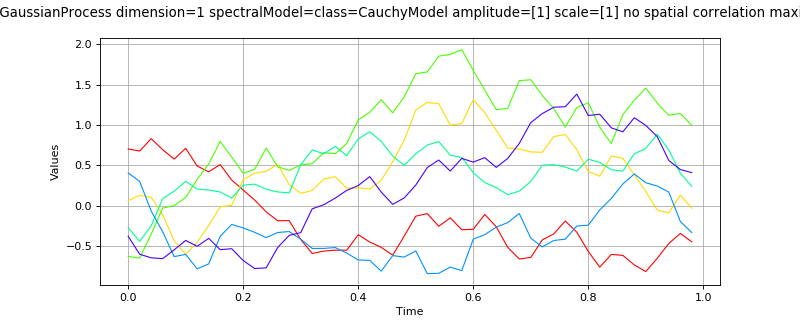 GaussianProcess dimension=1 spectralModel=class=CauchyModel amplitude=[1] scale=[1] no spatial correlation maxi
2.0
1.5
1.0
0.5
0.0
−0.5
Values
0.0 0.2 0.4 0.6 0.8 1.0
Time